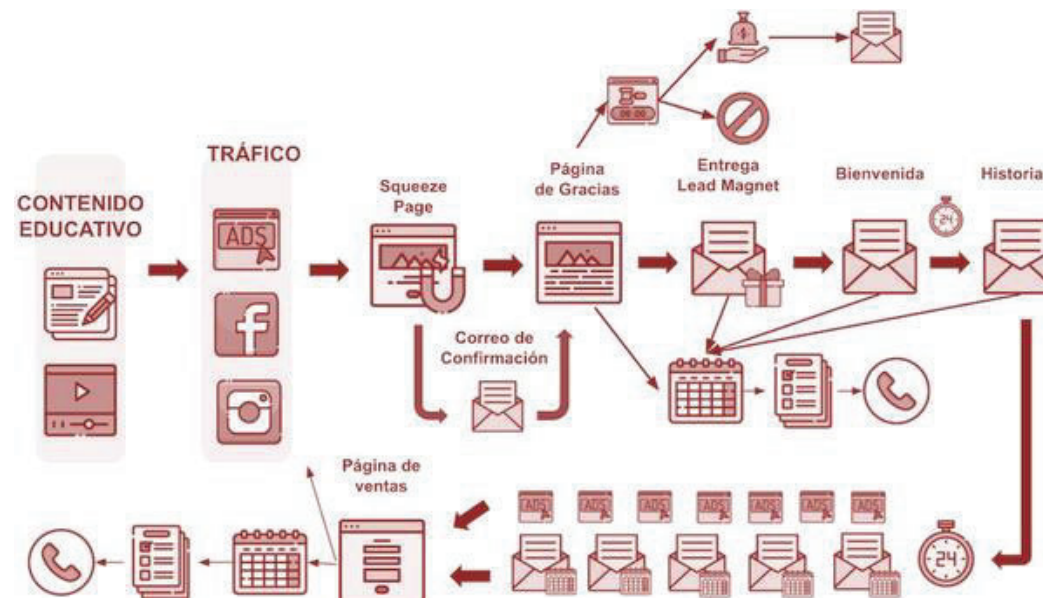 CONTENIDO
EDUCATIVO
TRÁFICO
ADS
Squeeze
Page
Correo de
Confirmación
Página
de Gracias
00:00
Entrega
Lead Magnet
Bienvenida
24
Historia
24
ADS
ADS
ADS
ADS
ADS
ADS
ADS
Página de
ventas